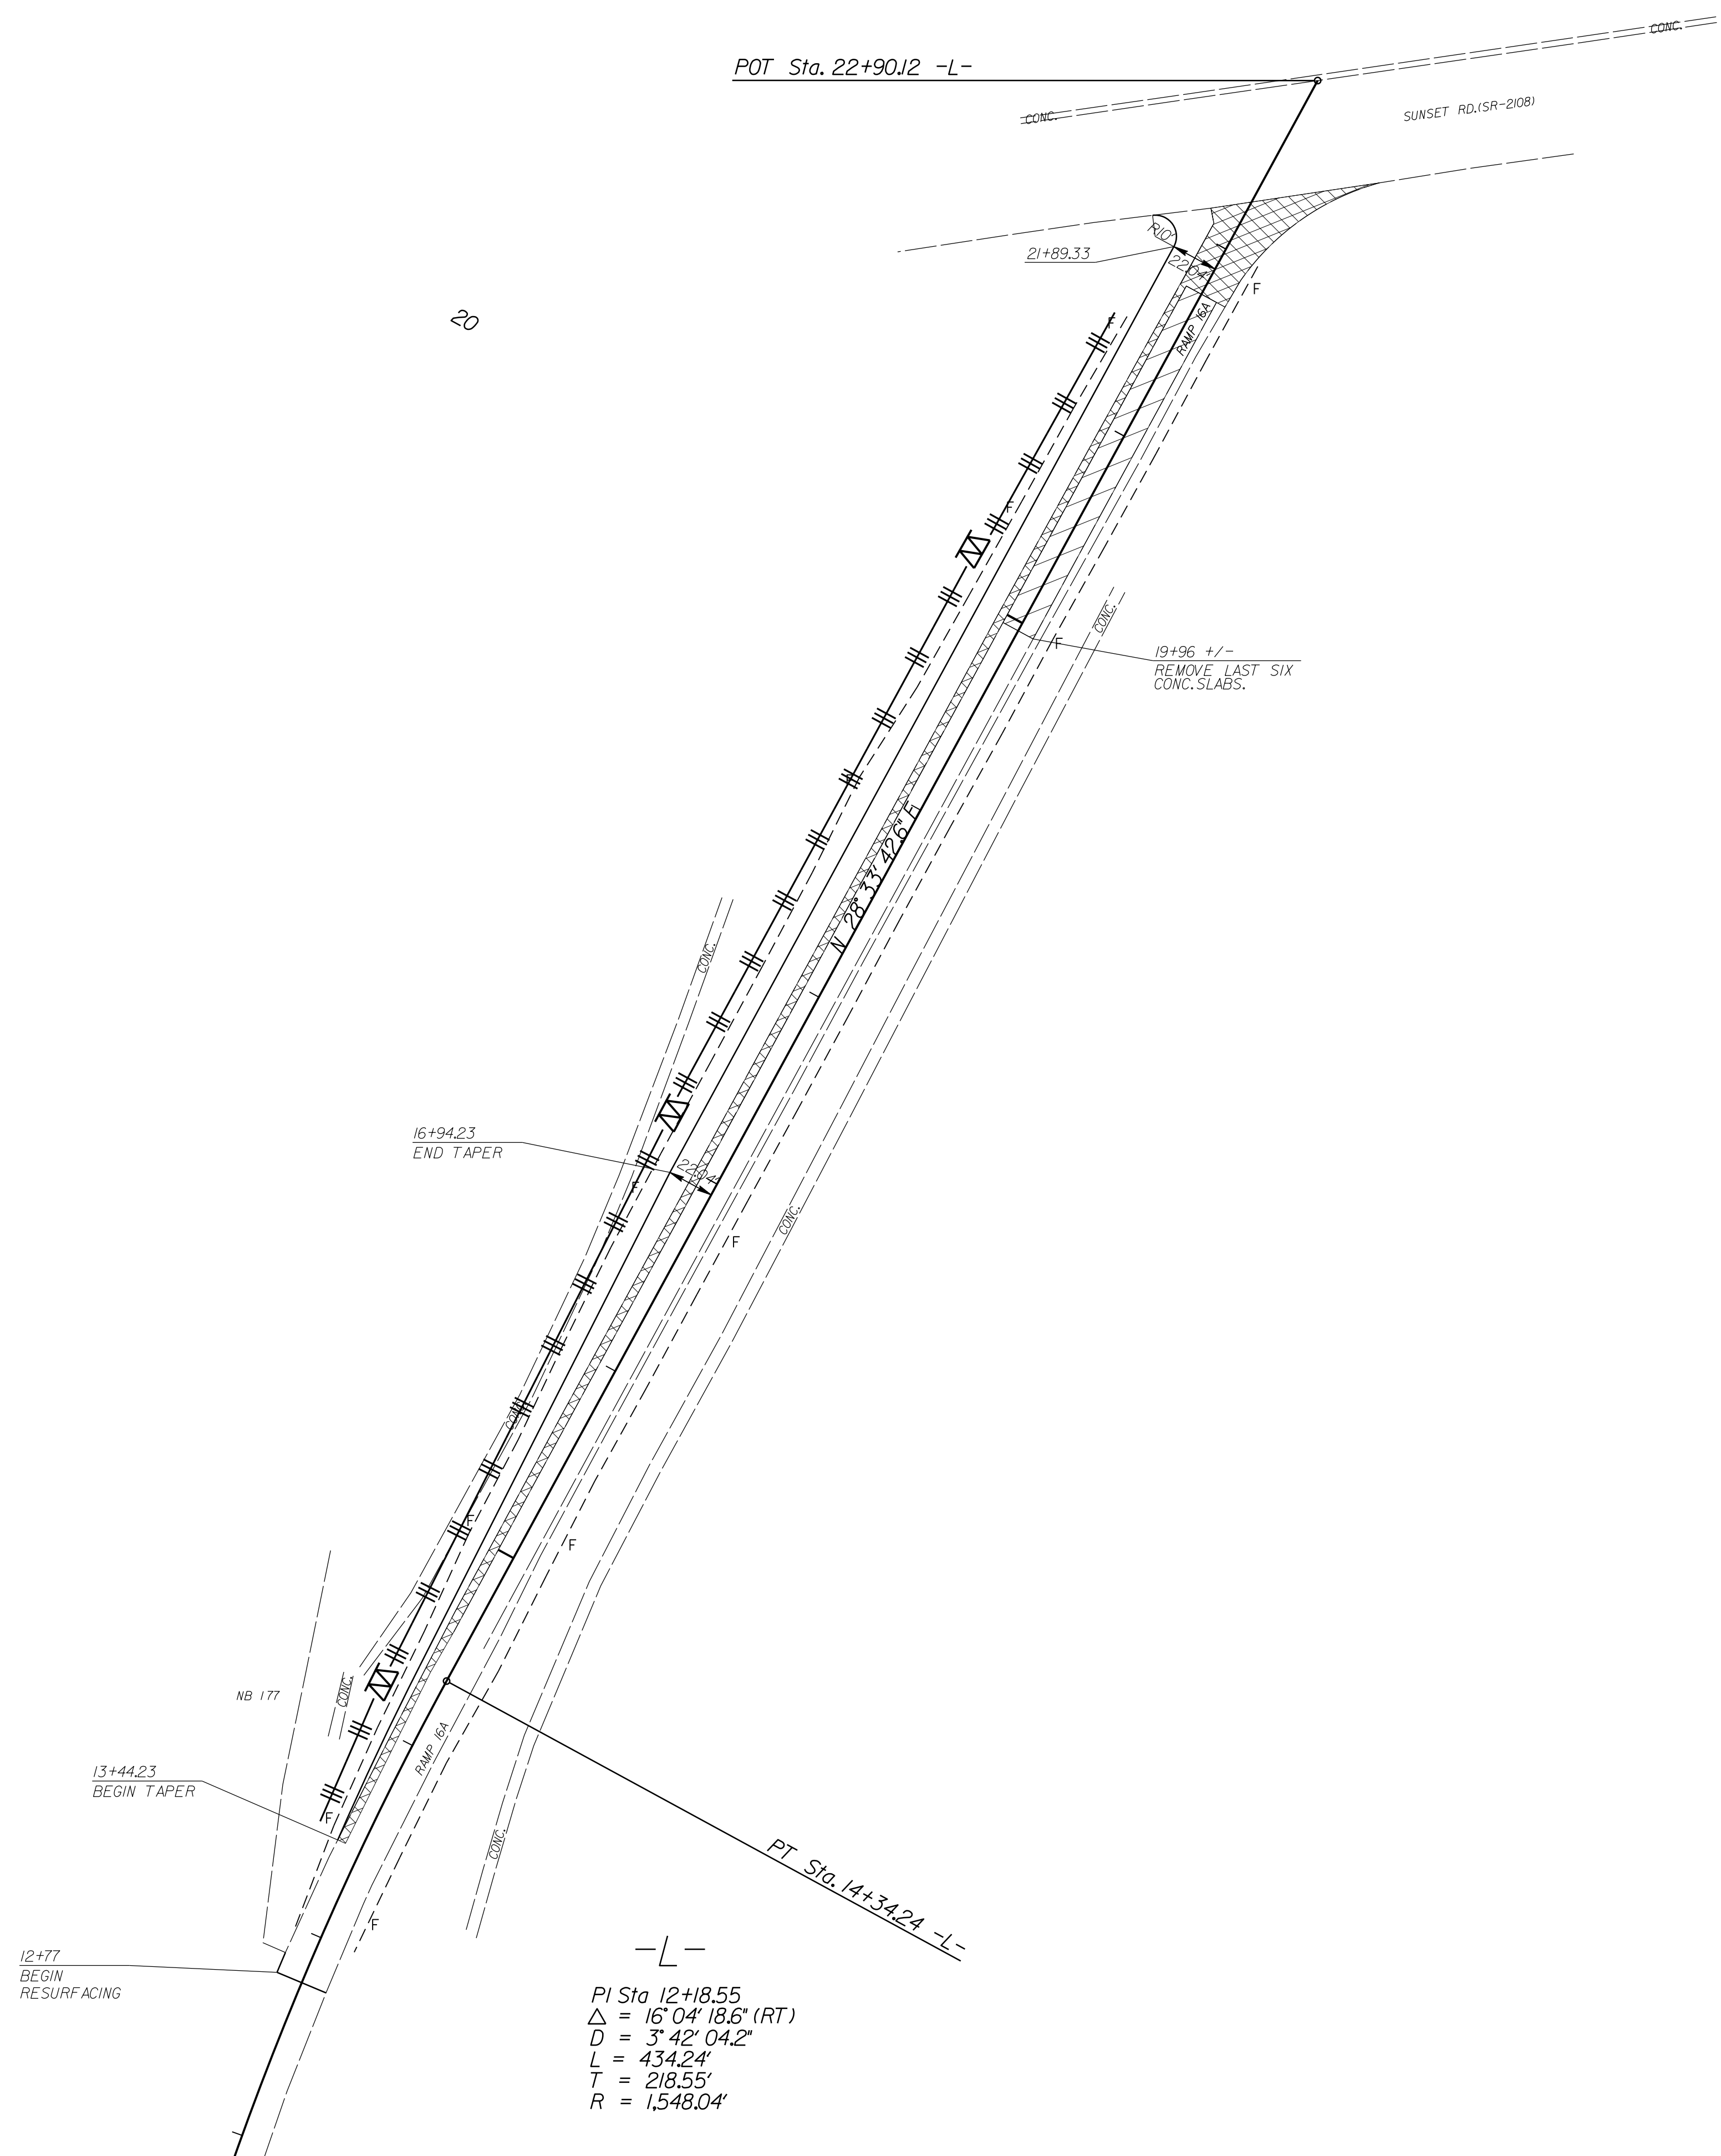 CONC.
POT Sta. 22+90.12 -L-
CONC.
SUNSET RD.(SR-2108)
R10'
21+89.33
22.04'
F
RAMP 16A
20
F
F
CONC.
F
19+96 +/-
REMOVE LAST SIX
CONC. SLABS.
N 28° 33' 42.6" E
CONC.
16+94.23
END TAPER
22.04'
F
CONC.
F
CONC.
F
F
NB I 77
CONC.
RAMP 16A
13+44.23
BEGIN TAPER
F
CONC.
PT Sta. 14+34.24 -L-
F
12+77
BEGIN
RESURFACING
-L-
PI Sta 12+18.55
△ = 16° 04' 18.6" (RT)
D = 3° 42' 04.2"
L = 434.24'
T = 218.55'
R = 1,548.04'